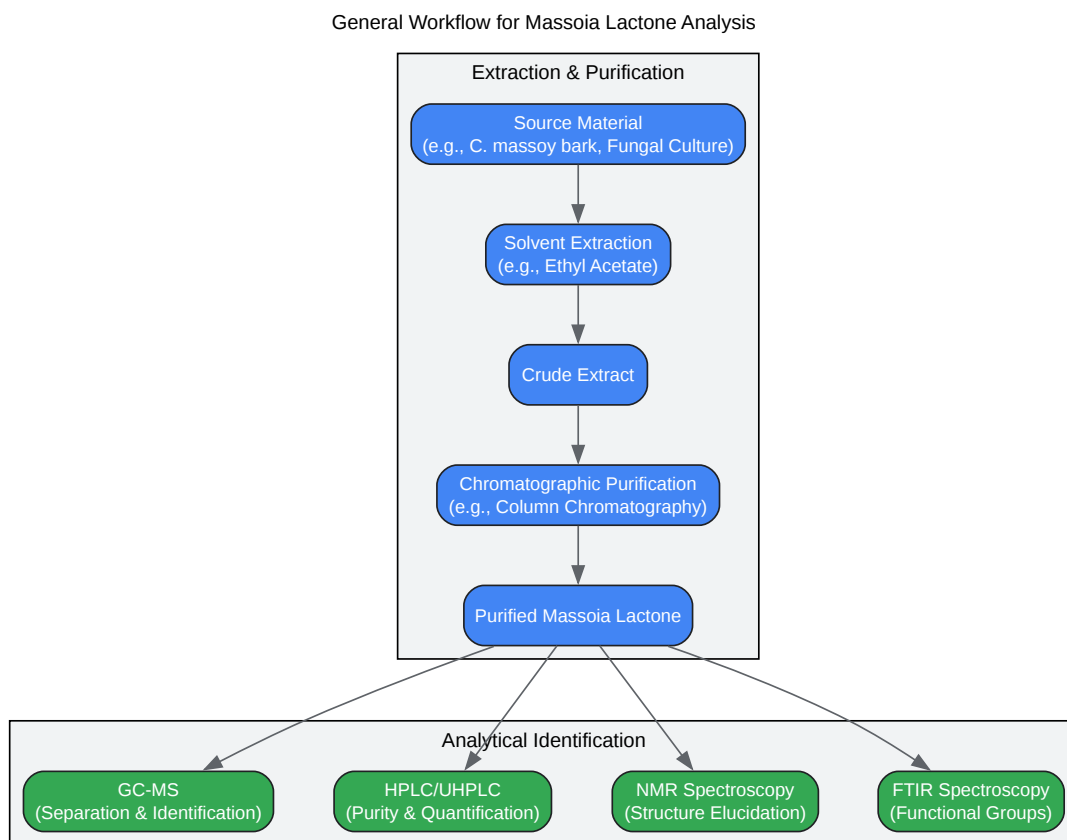 General Workflow for Massoia Lactone Analysis
Extraction & Purification
Source Material
(e.g., C. massoy bark, Fungal Culture)
Solvent Extraction
(e.g., Ethyl Acetate)
Crude Extract
Chromatographic Purification
(e.g., Column Chromatography)
Purified Massoia Lactone
Analytical Identification
GC-MS
(Separation & Identification)
HPLC/UHPLC
(Purity & Quantification)
NMR Spectroscopy
(Structure Elucidation)
FTIR Spectroscopy
(Functional Groups)